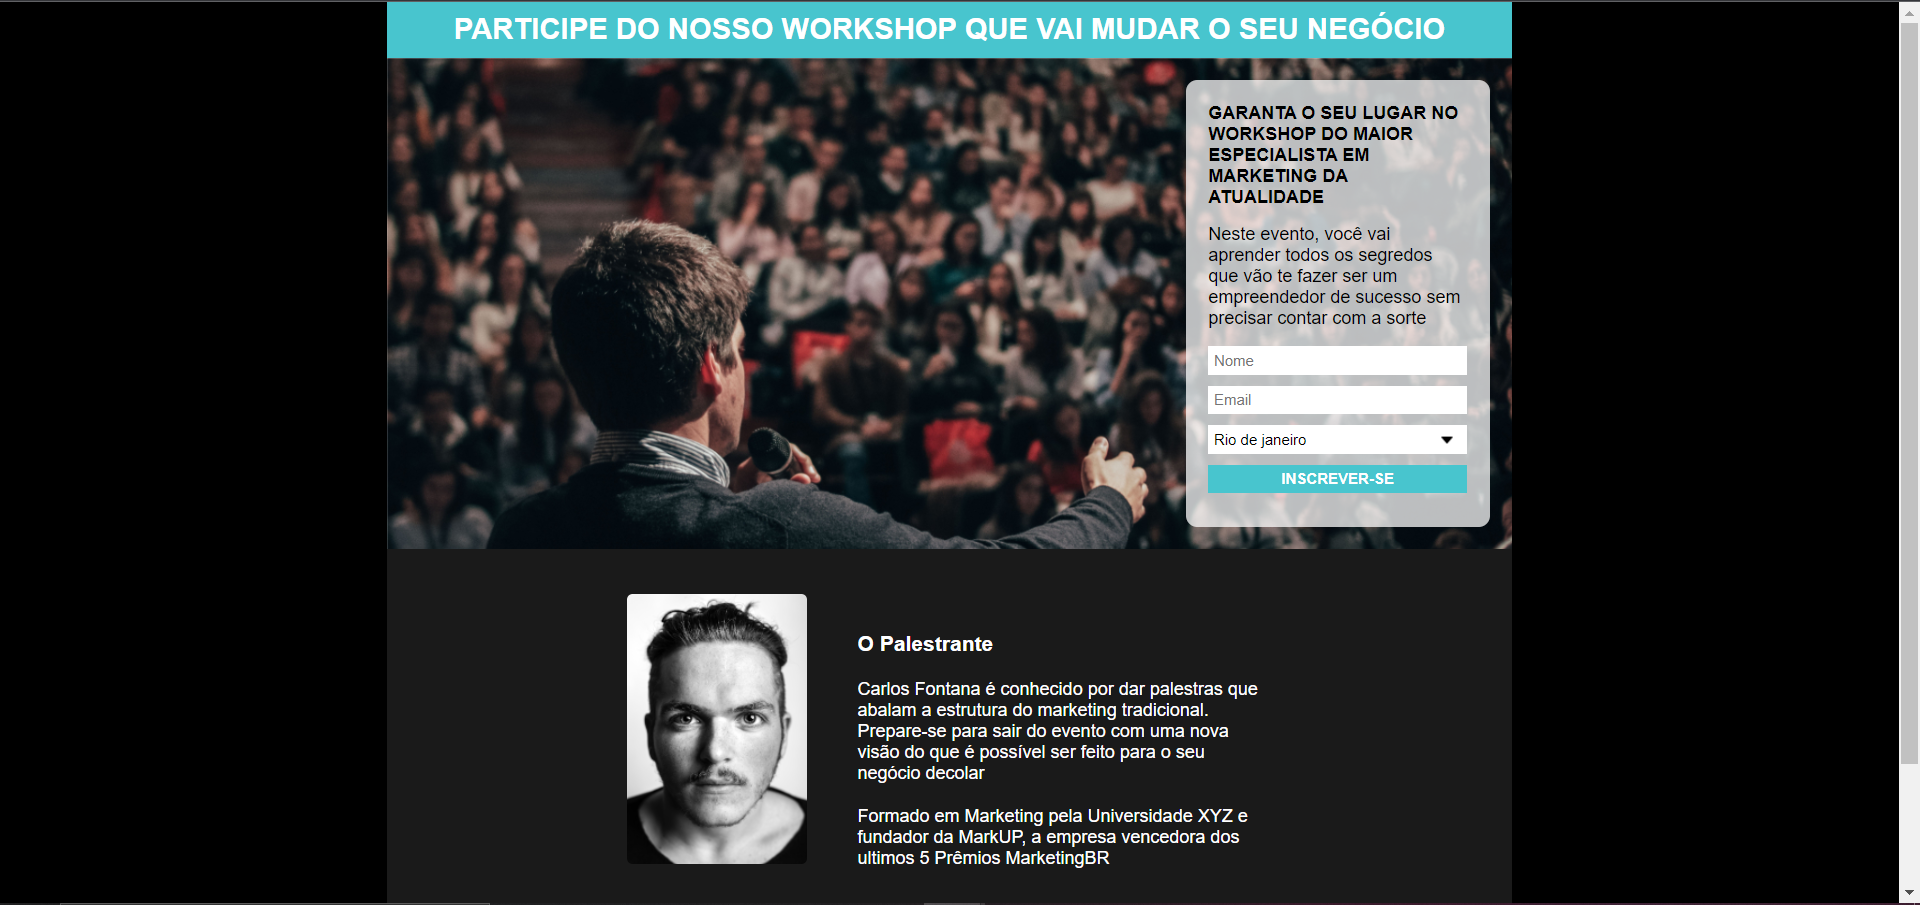 PARTICIPE DO NOSSO WORKSHOP QUE VAI MUDAR O SEU NEGÓCIO
GARANTA O SEU LUGAR NO
WORKSHOP DO MAIOR
ESPECIALISTA EM
MARKETING DA
ATUALIDADE
Neste evento, você vai
aprender todos os segredos
que vão te fazer ser um
empreendedor de sucesso sem
precisar contar com a sorte
Nome
Email
Rio de janeiro
INSCREVER-SE
O Palestrante
Carlos Fontana é conhecido por dar palestras que
abalam a estrutura do marketing tradicional.
Prepare-se para sair do evento com uma nova
visão do que é possível ser feito para o seu
negócio decolar
Formado em Marketing pela Universidade XYZ e
fundador da MarkUP, a empresa vencedora dos
ultimos 5 Prêmios MarketingBR